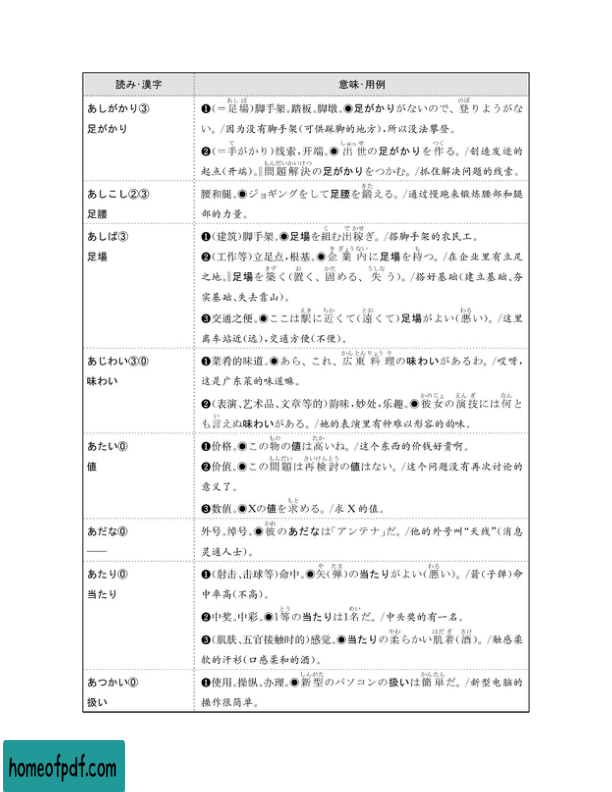 読み·漢字 意味·用例
あしがかり③
足がかり
❶(=足場)脚手架。踏板。脚墩。◉足がかりがないので、登りようがな
い。/因为没有脚手架(可供踩脚的地方),所以没法攀登。
❷(=手がかり)线索,开端。◉出世の足がかりを作る。/创造发迹的
起点(开端)。‖問題解決の足がかりをつかむ。/抓住解决问题的线索。
あしこし②③
足腰
腰和腿。◉ジョギングをして足腰を鍛える。/通过慢跑来锻炼腰部和腿
部的力量。
あしば③
足場
❶(建筑)脚手架。◉足場を組む出稼ぎ。/搭脚手架的农民工。
❷(工作等)立足点,根基。◉企業内に足場を持つ。/在企业里有立足
之地。‖足場を築く(置く、固める、失う)。/搭好基础(建立基础、夯
实基础、失去靠山)。
❸交通之便。◉ここは駅に近くて(遠くて)足場がよい(悪い)。/这里
离车站近(远),交通方便(不便)。
あじわい③⓪
味わい
❶菜肴的味道。◉あら、これ、広東料理の味わいがあるわ。/哎呀,
这是广东菜的味道嘛。
❷(表演、艺术品、文章等的)韵味,妙处,乐趣。◉彼女の演技には何と
も言えぬ味わいがある。/她的表演里有种难以形容的韵味。
あたい⓪
値
❶价格。◉この物の値は高いね。/这个东西的价钱好贵啊。
❷价值。◉この問題は再検討の値はない。/这个问题没有再次讨论的
意义了。
❸数值。◉Xの値を求める。/求X的值。
あだな⓪
——
外号。绰号。◉彼のあだなは「アンテナ」だ。/他的外号叫“天线”(消息
灵通人士)。
あたり⓪
当たり
❶(射击、击球等)命中。◉矢(弾)の当たりがよい(悪い)。/箭(子弹)命
中率高(不高)。
❷中奖。中彩。◉1等の当たりは1名だ。/中头奖的有一名。
❸(肌肤、五官接触时的)感觉。◉当たりの柔らかい肌着(酒)。/触感柔
软的汗衫(口感柔和的酒)。
あつかい⓪
扱い
❶使用。操纵。办理。◉新型のパソコンの扱いは簡単だ。/新型电脑的
操作很简单。
homeofpdf.com